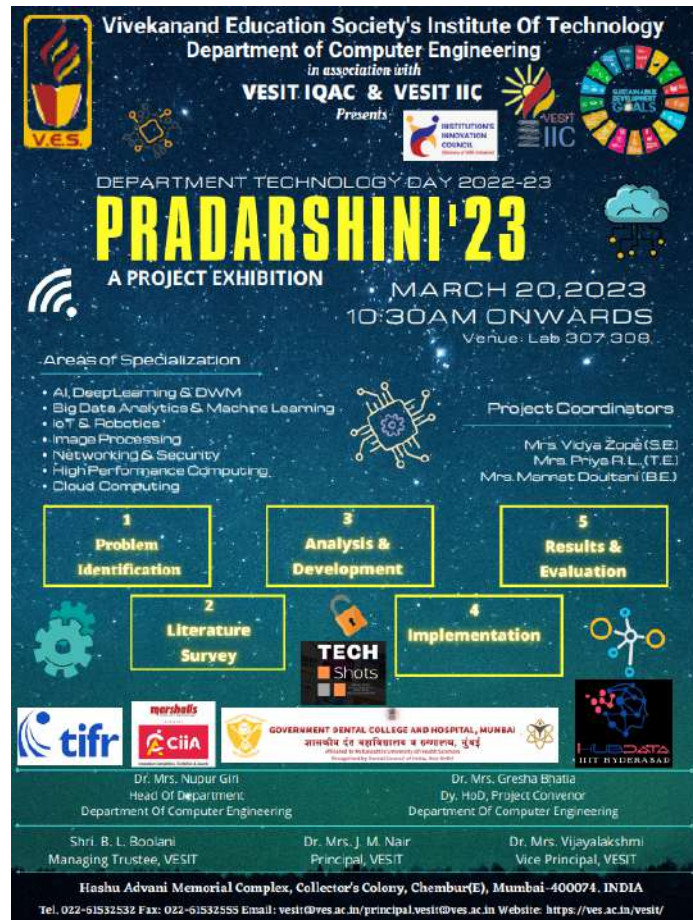 Vivekanand Education Society's Institute Of Technology
Department of Computer Engineering
in association with
VESIT IQAC & VESIT IIC
Presents
V.E.S.
INSTITUTION'S
INNOVATION
COUNCIL
VESIT
IIC
SUSTAINABLE
DEVELOPMENT
GOALS
DEPARTMENT TECHNOLOGY DAY 2022-23
PRADARSHINI'23
A PROJECT EXHIBITION
MARCH 20,2023
10:30AM ONWARDS
Venue: Lab 307,308
Areas of Specialization
• AI, DeepLearning & DWM
• Big Data Analytics & Machine Learning
• IoT & Robotics
• Image Processing
• Networking & Security
• High Performance Computing
• Cloud Computing
Project Coordinators
Mrs. Vidya Zope (S.E.)
Mrs. Priya R.L. (T.E.)
Mrs. Mannat Doultani (B.E.)
1
Problem
Identification
3
Analysis &
Development
5
Results &
Evaluation
2
Literature
Survey
4
Implementation
TECH
Shots
tifr
marshalls
CiiA
GOVERNMENT DENTAL COLLEGE AND HOSPITAL, MUMBAI
शासकीय दंत महाविद्यालय व रुग्णालय, मुंबई
HUBDATA
IIIT HYDERABAD
Dr. Mrs. Nupur Giri
Head Of Department
Department Of Computer Engineering
Dr. Mrs. Gresha Bhatia
Dy. HoD, Project Convenor
Department Of Computer Engineering
Shri. B. L. Boolani
Managing Trustee, VESIT
Dr. Mrs. J. M. Nair
Principal, VESIT
Dr. Mrs. Vijayalakshmi
Vice Principal, VESIT
Hashu Advani Memorial Complex, Collector's Colony, Chembur(E), Mumbai-400074. INDIA
Tel. 022-61532532 Fax: 022-61532555 Email: vesit@ves.ac.in/principal.vesit@ves.ac.in Website: https://ves.ac.in/vesit/